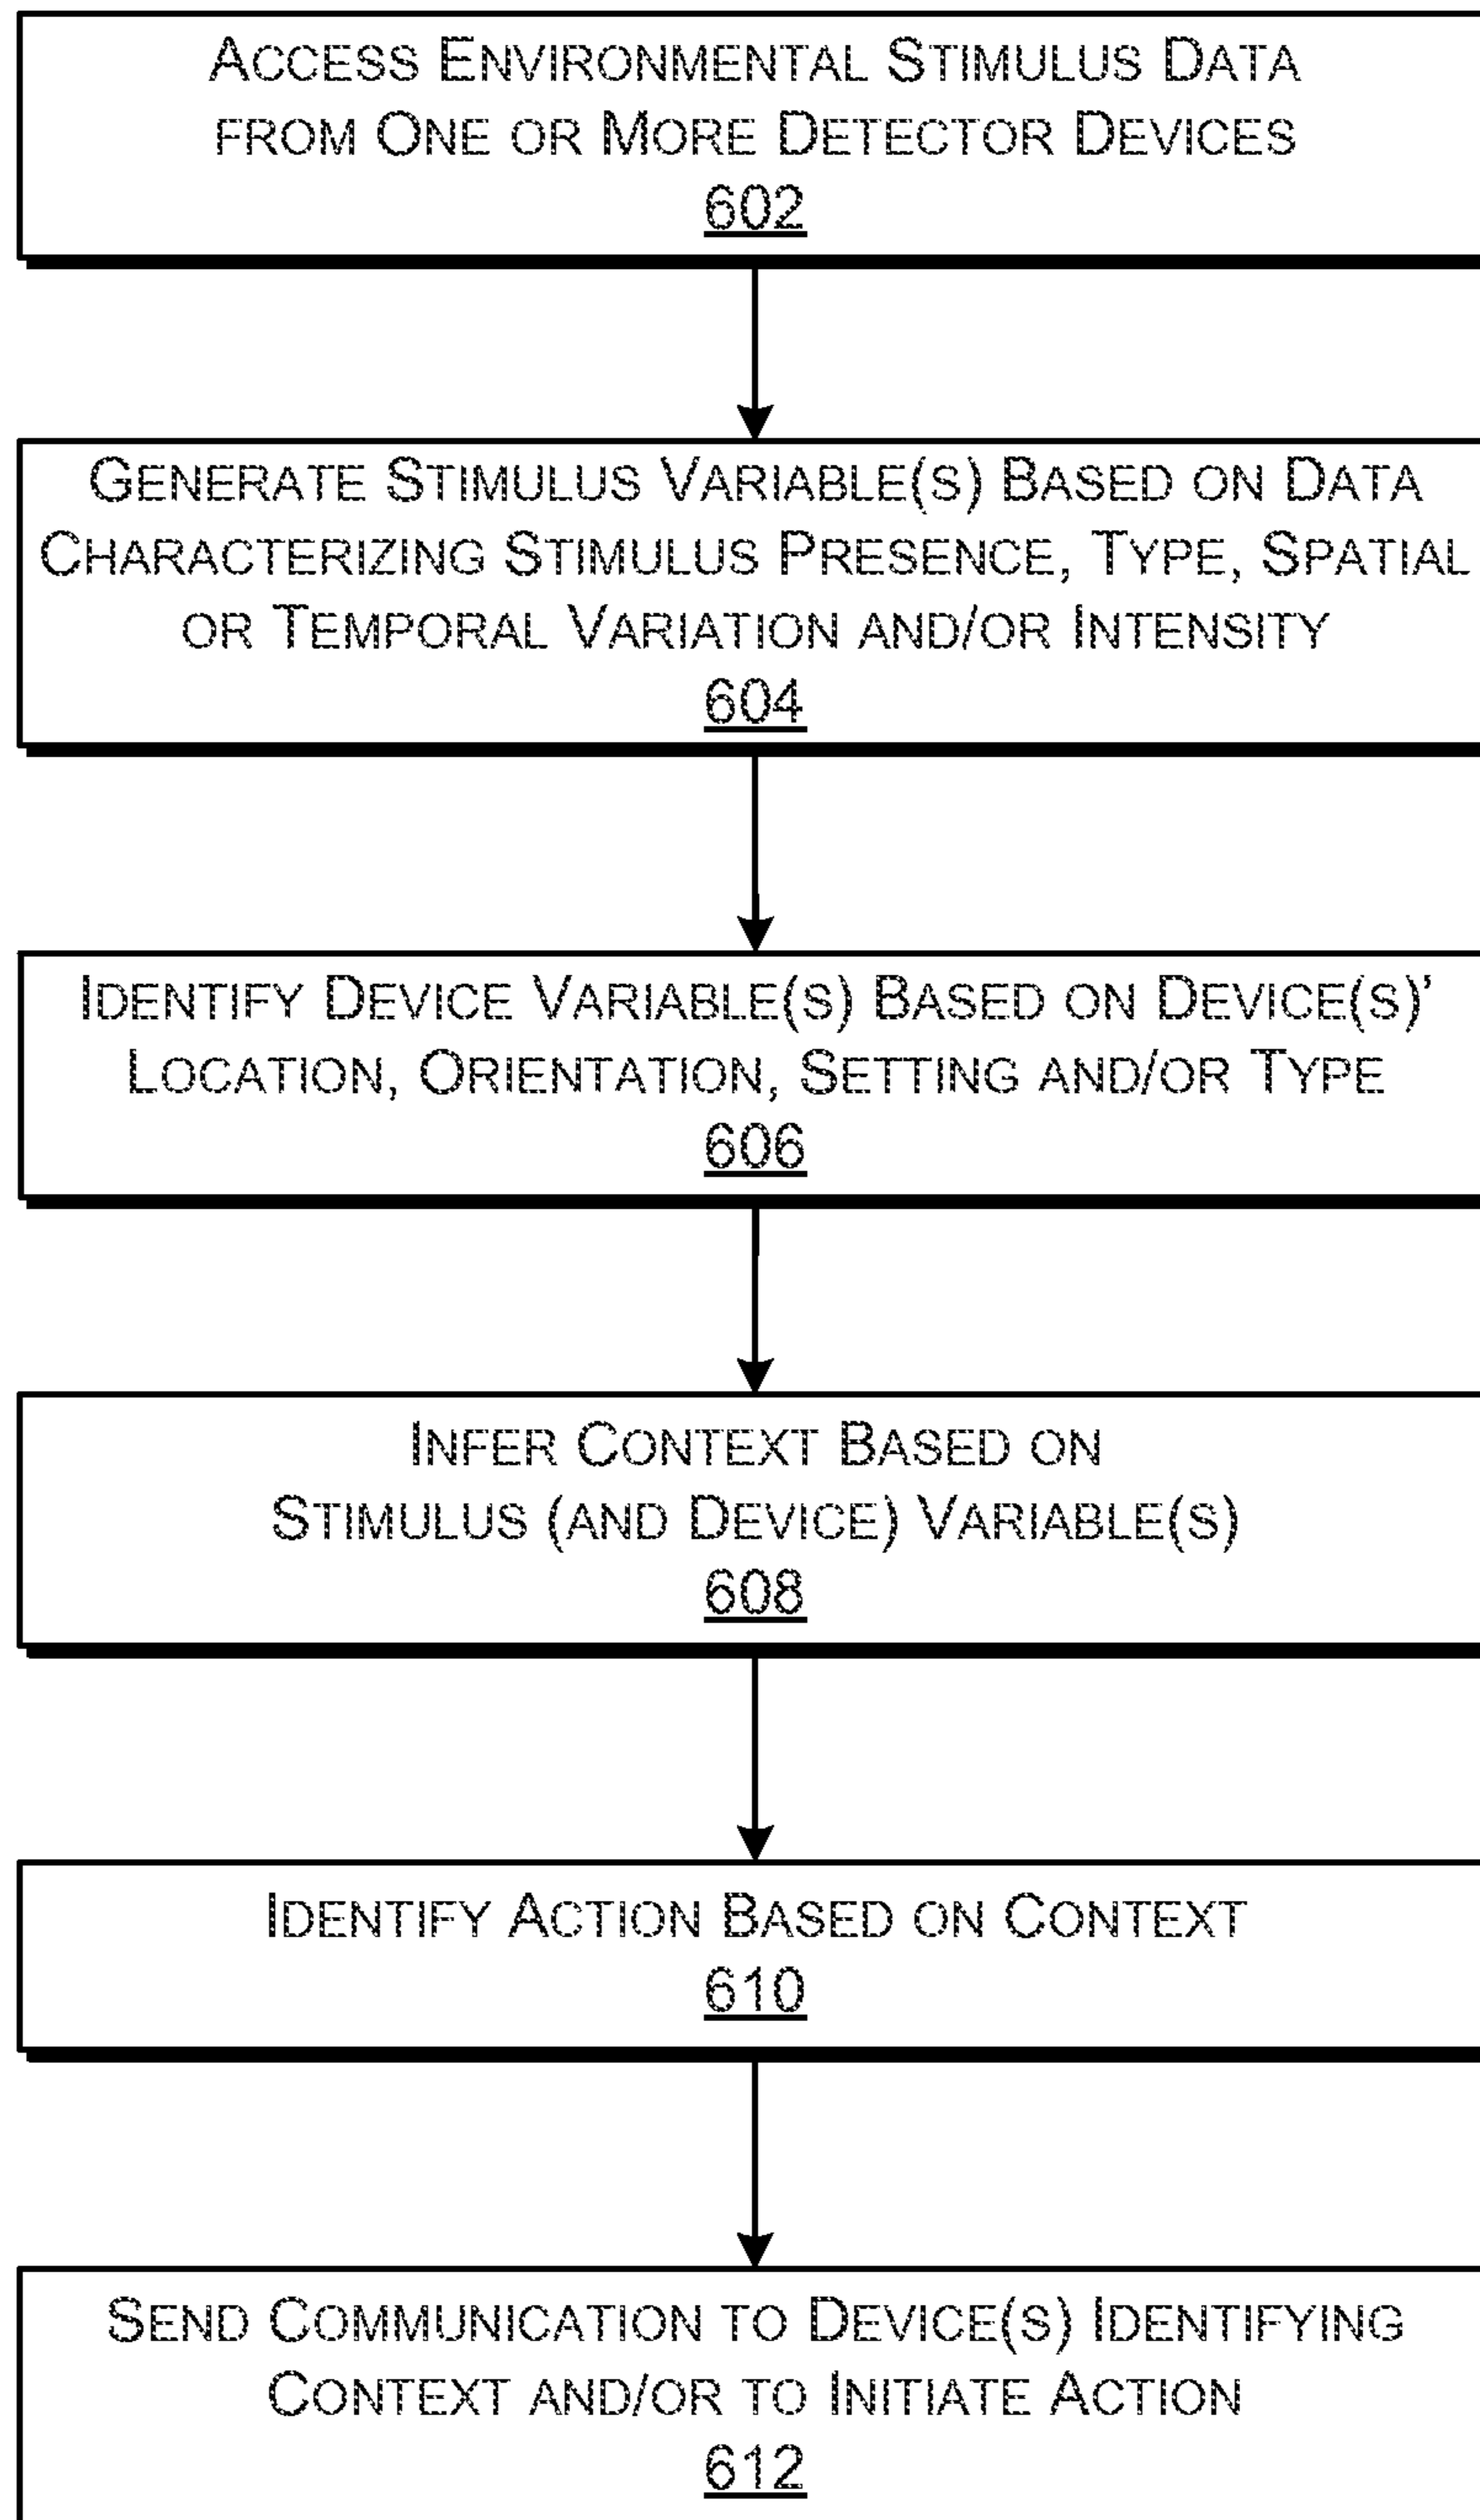 ACCESS ENVIRONMENTAL STIMULUS DATA
FROM ONE OR MORE DETECTOR DEVICES
602
GENERATE STIMULUS VARIABLE(S) BASED ON DATA
CHARACTERIZING STIMULUS PRESENCE, TYPE, SPATIAL
OR TEMPORAL VARIATION AND/OR INTENSITY
604
IDENTIFY DEVICE VARIABLE(S) BASED ON DEVICE(S)'
LOCATION, ORIENTATION, SETTING AND/OR TYPE
606
INFER CONTEXT BASED ON
STIMULUS (AND DEVICE) VARIABLE(S)
608
IDENTIFY ACTION BASED ON CONTEXT
610
SEND COMMUNICATION TO DEVICE(S) IDENTIFYING
CONTEXT AND/OR TO INITIATE ACTION
612